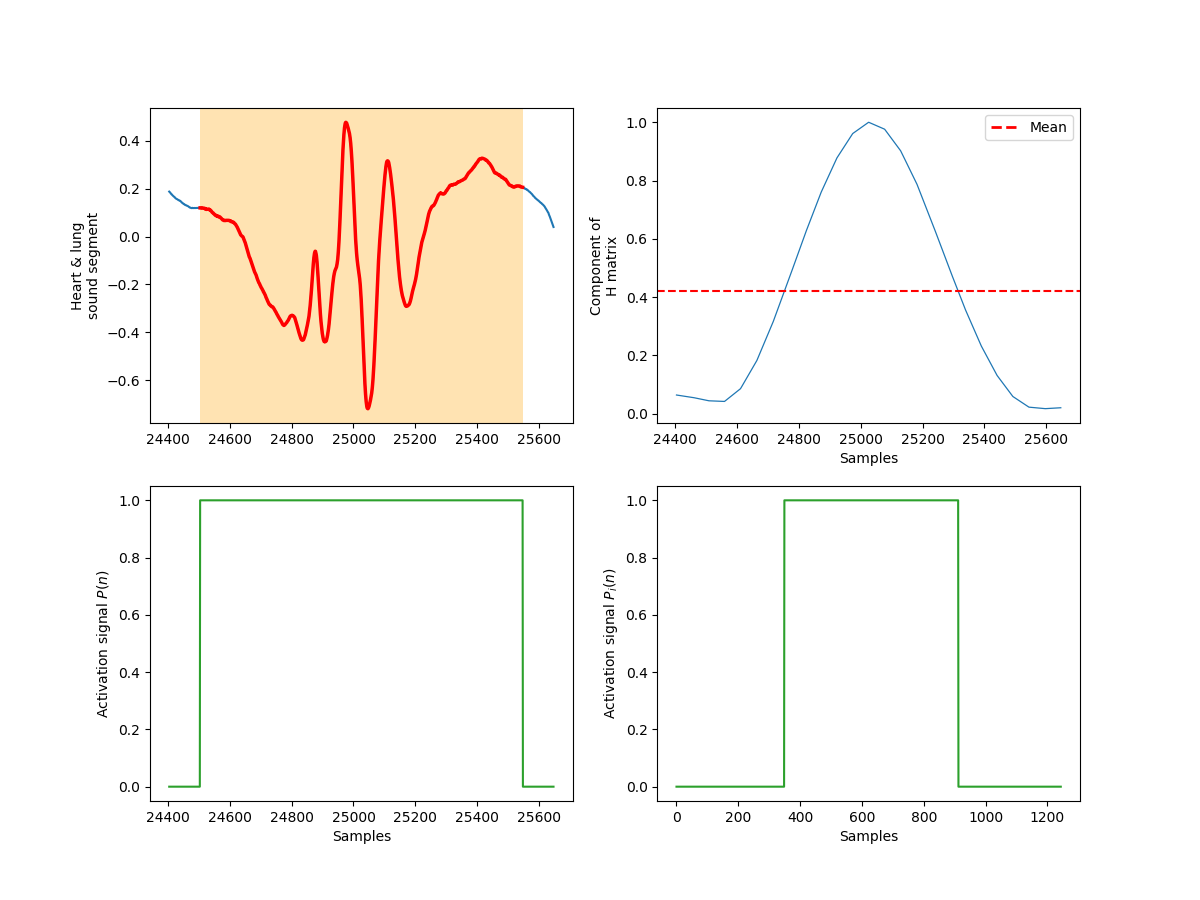 Heart & lung
sound segment
0.4
0.2
0.0
−0.2
−0.4
−0.6
24400 24600 24800 25000 25200 25400 25600
Component of
H matrix
1.0
0.8
0.6
0.4
0.2
0.0
Mean
24400 24600 24800 25000 25200 25400 25600
Samples
Activation signal P(n)
1.0
0.8
0.6
0.4
0.2
0.0
24400 24600 24800 25000 25200 25400 25600
Samples
Activation signal Pᵢ(n)
1.0
0.8
0.6
0.4
0.2
0.0
0 200 400 600 800 1000 1200
Samples